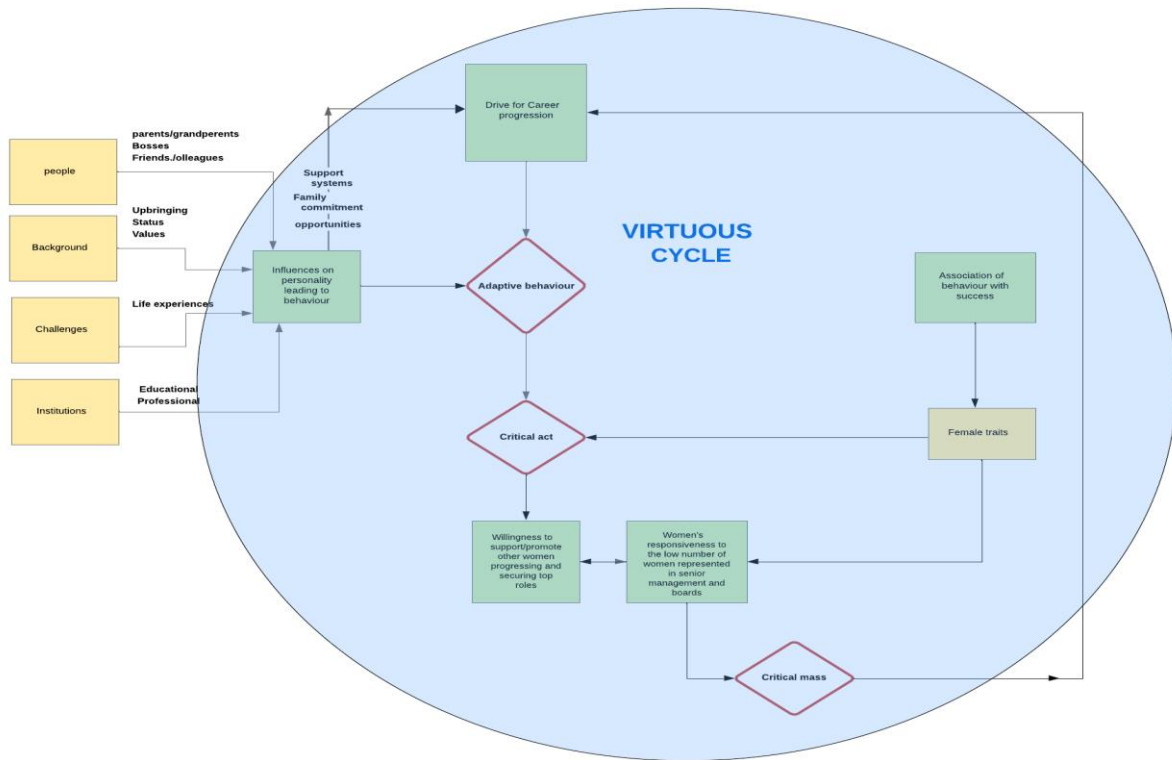 Drive for Career
progression
parents/grandperents
Bosses
Friends./olleagues
people
Support
systems
Family
commitment
opportunities
Upbringing
Status
Values
Background
Influences on
personality
leading to
behaviour
Adaptive behaviour
VIRTUOUS
CYCLE
Association of
behaviour with
success
Life experiences
Challenges
Educational
Professional
Institutions
Critical act
Female traits
Willingness to
support/promote
other women
progressing and
securing top
roles
Women's
responsiveness to
the low number of
women represented
in senior
management and
boards
Critical mass